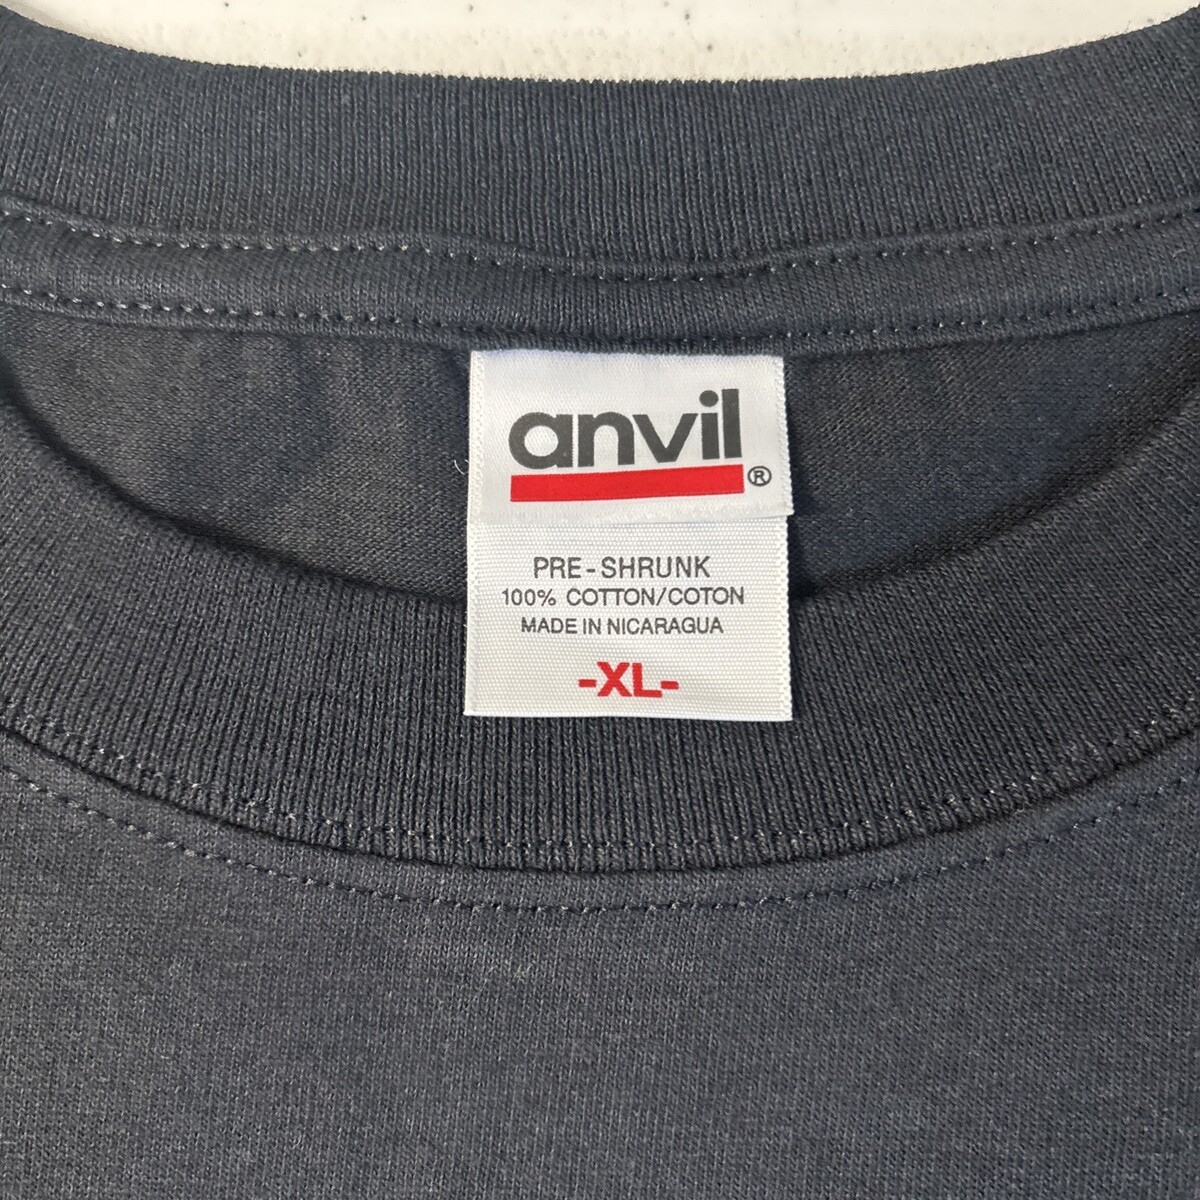 anvil
®
PRE-SHRUNK
100% COTTON/COTON
MADE IN NICARAGUA
-XL-